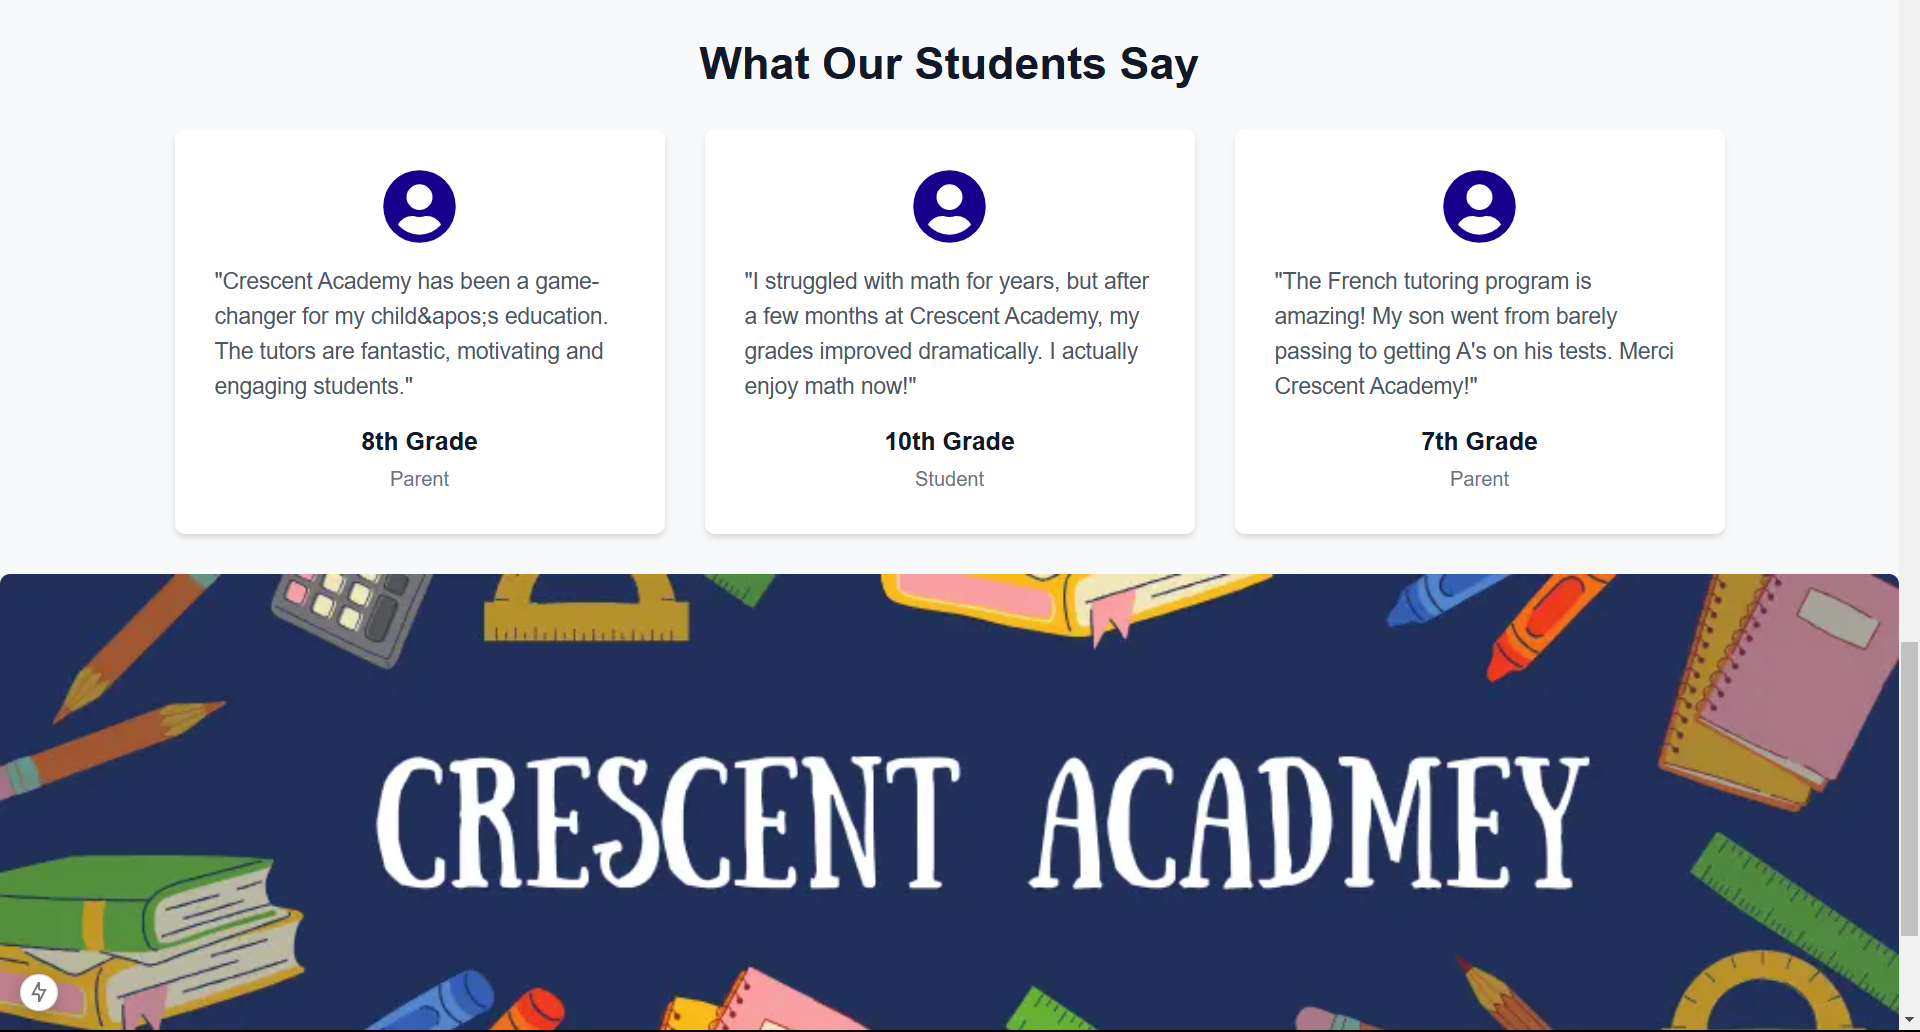 What Our Students Say
"Crescent Academy has been a game-
changer for my child&apos;s education.
The tutors are fantastic, motivating and
engaging students."
8th Grade
Parent
"I struggled with math for years, but after
a few months at Crescent Academy, my
grades improved dramatically. I actually
enjoy math now!"
10th Grade
Student
"The French tutoring program is
amazing! My son went from barely
passing to getting A's on his tests. Merci
Crescent Academy!"
7th Grade
Parent
CRESCENT ACADMEY